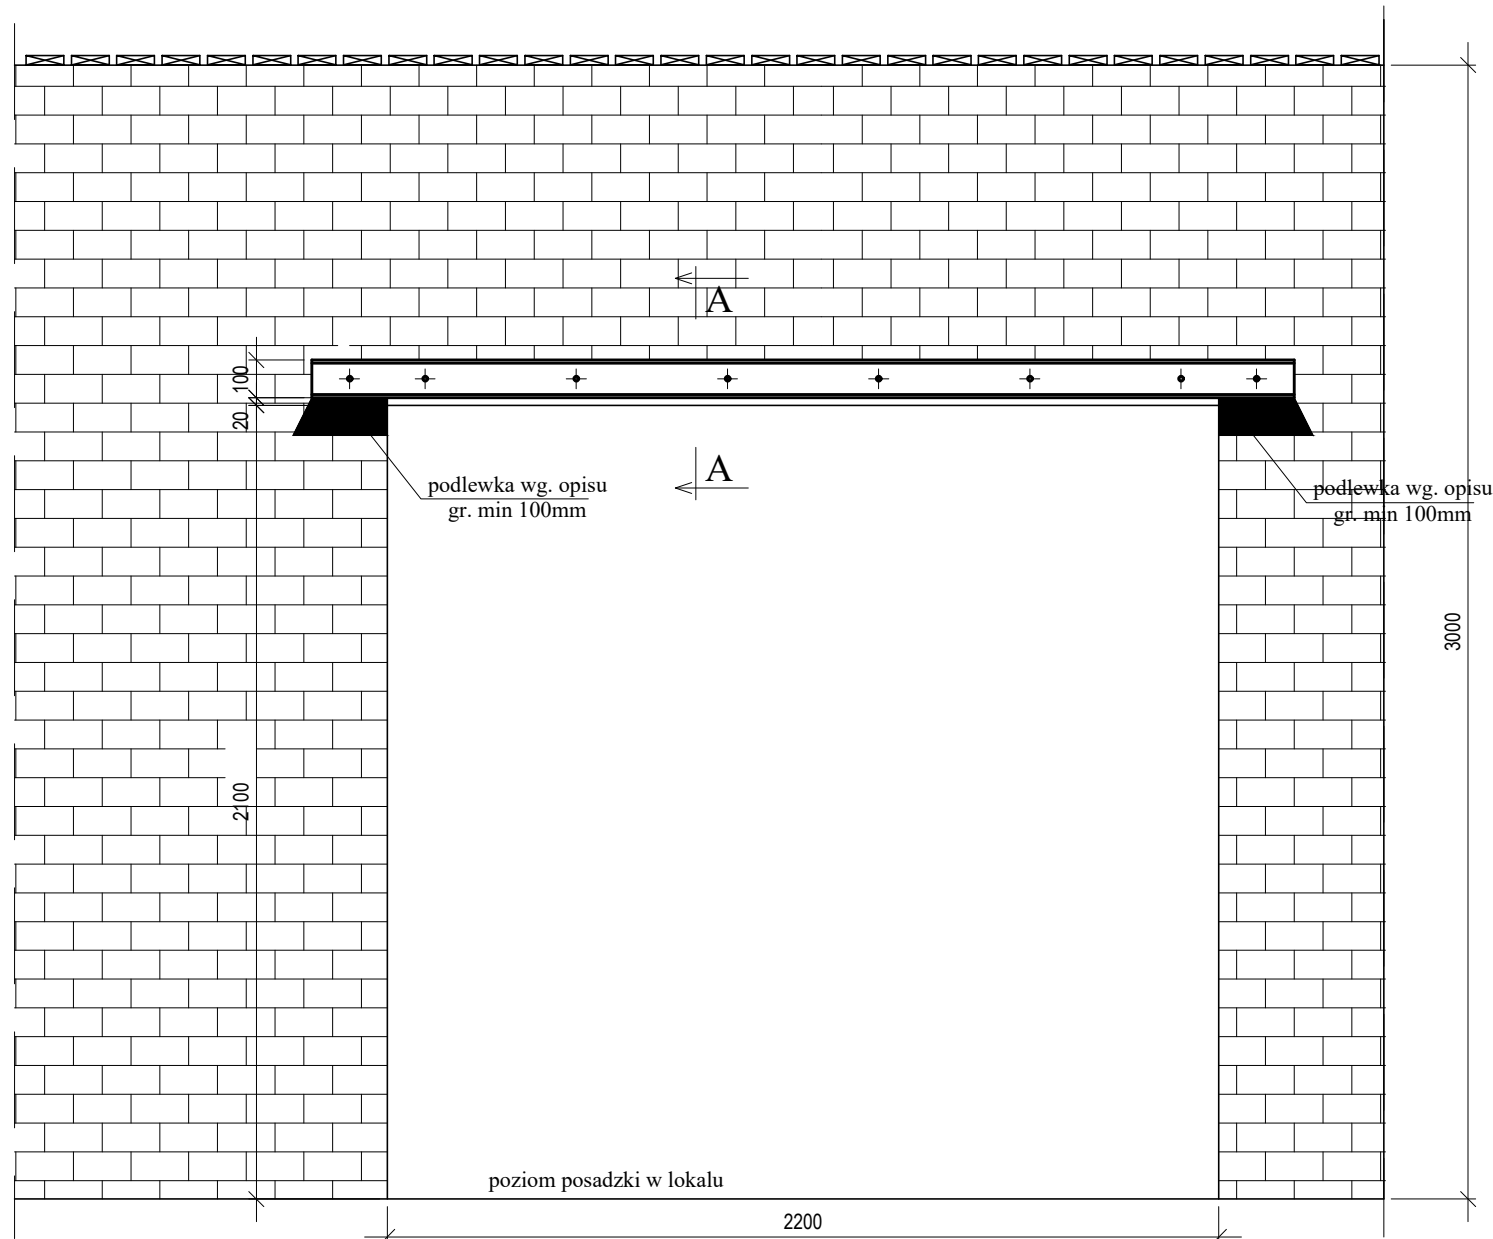 A
100
20
A
podlewka wg. opisu
gr. min 100mm
podlewka wg. opisu
gr. min 100mm
3000
2100
poziom posadzki w lokalu
2200